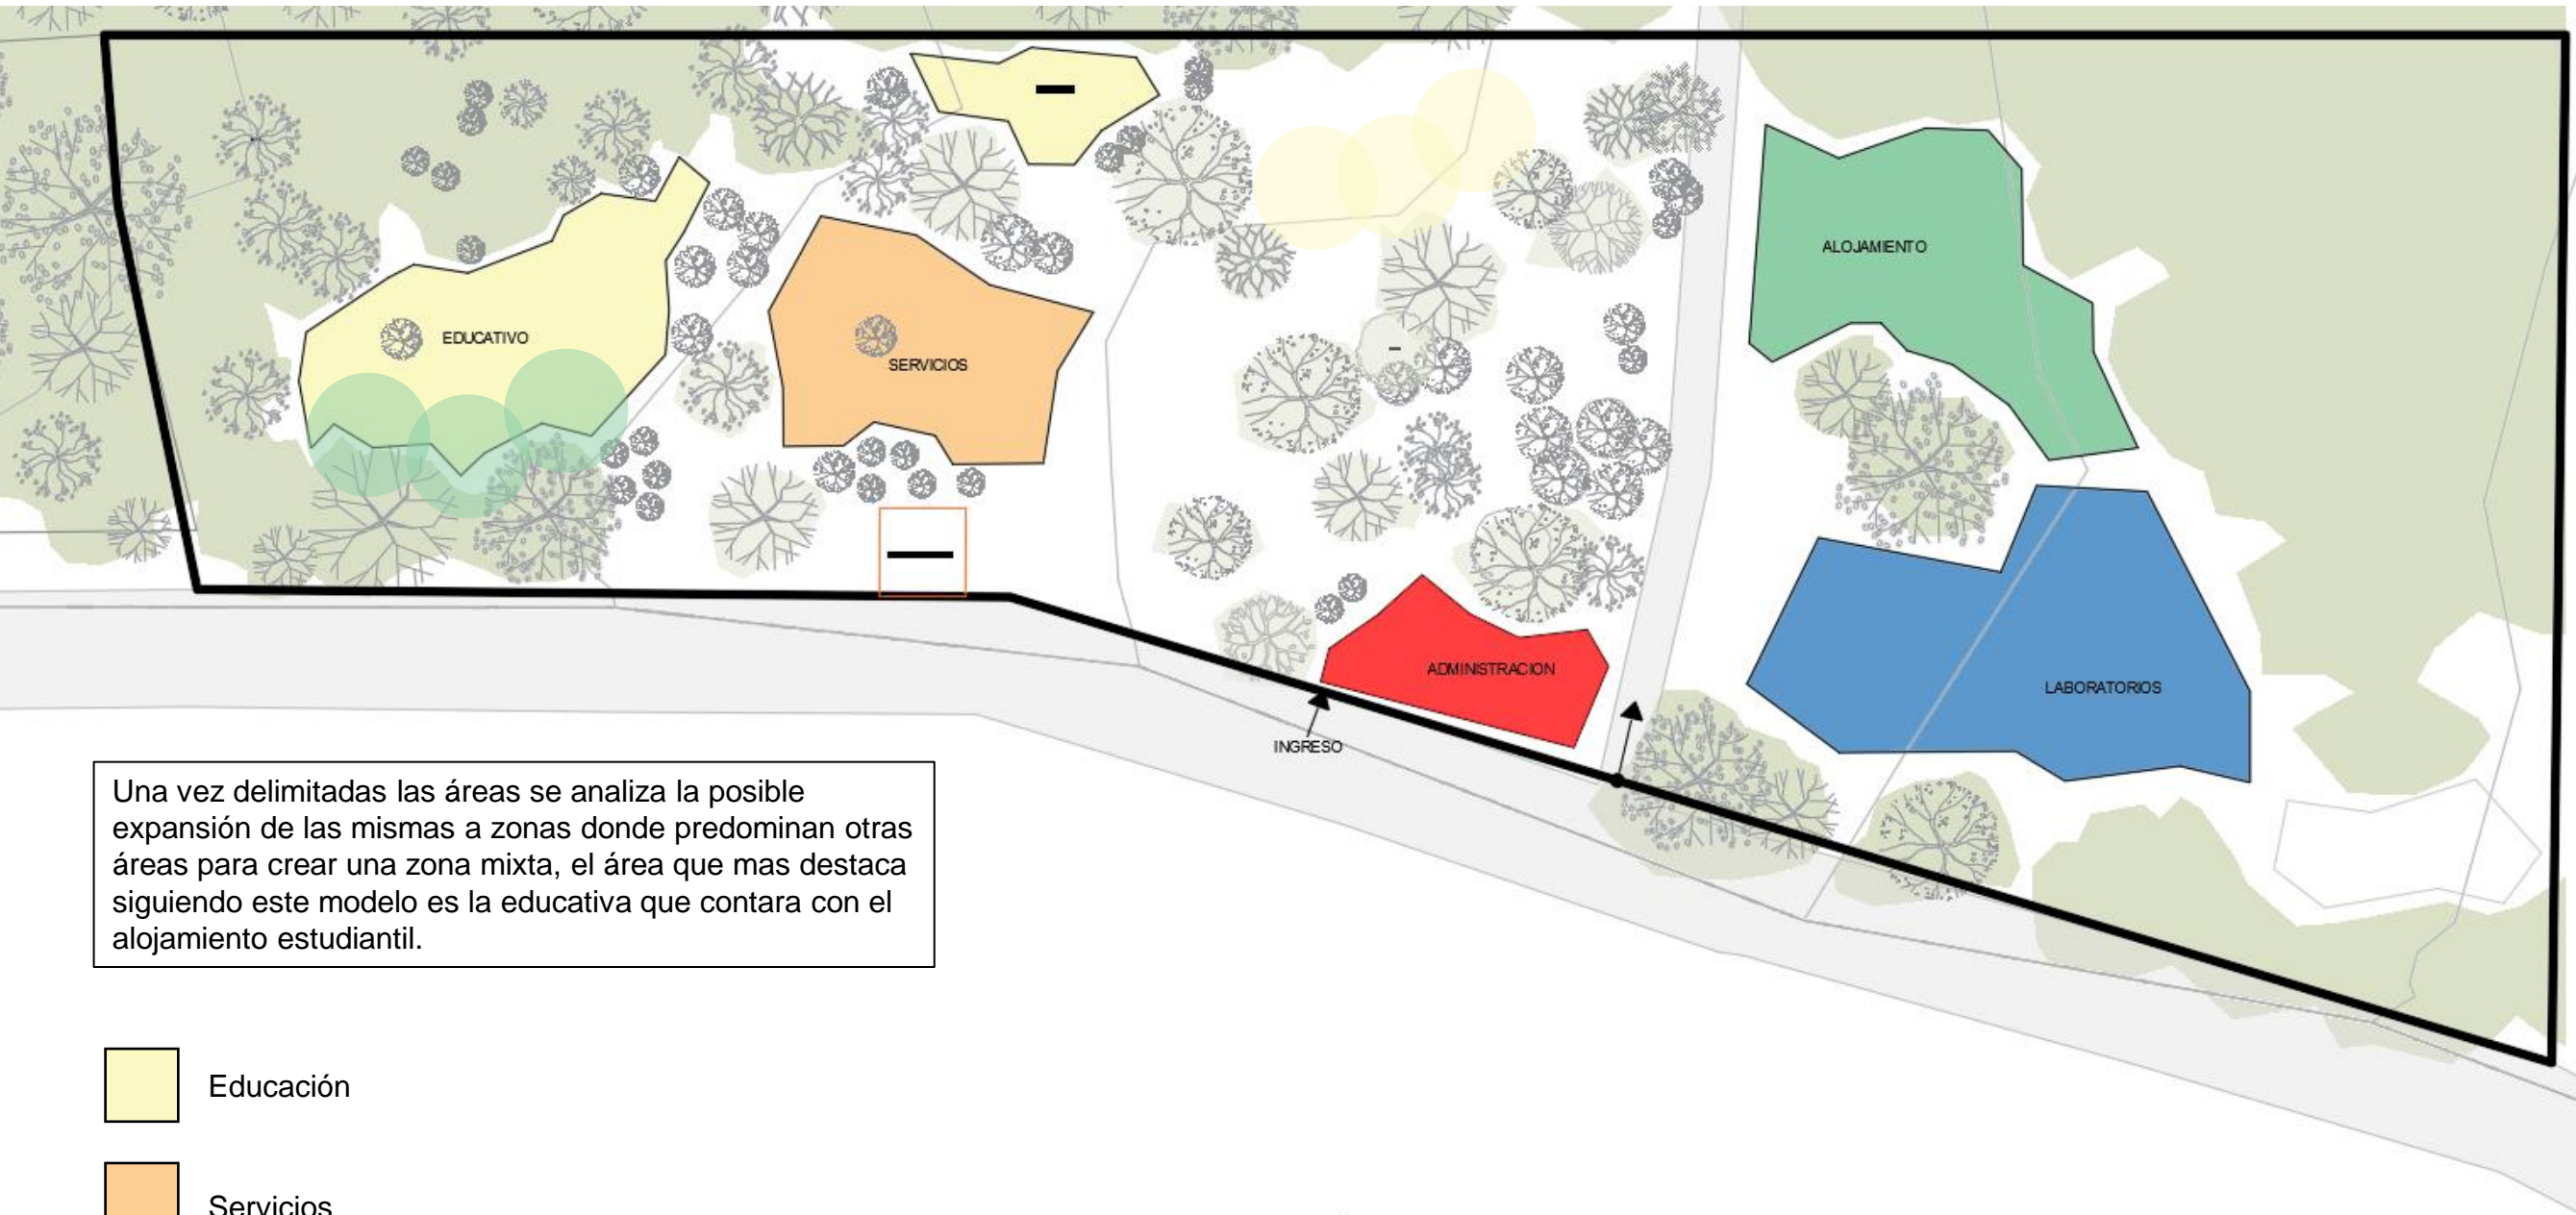 ALOJAMIENTO
EDUCATIVO
SERVICIOS
ADMINISTRACION
LABORATORIOS
INGRESO
Una vez delimitadas las áreas se analiza la posible
expansión de las mismas a zonas donde predominan otras
áreas para crear una zona mixta, el área que mas destaca
siguiendo este modelo es la educativa que contara con el
alojamiento estudiantil.
Educación
Servicios